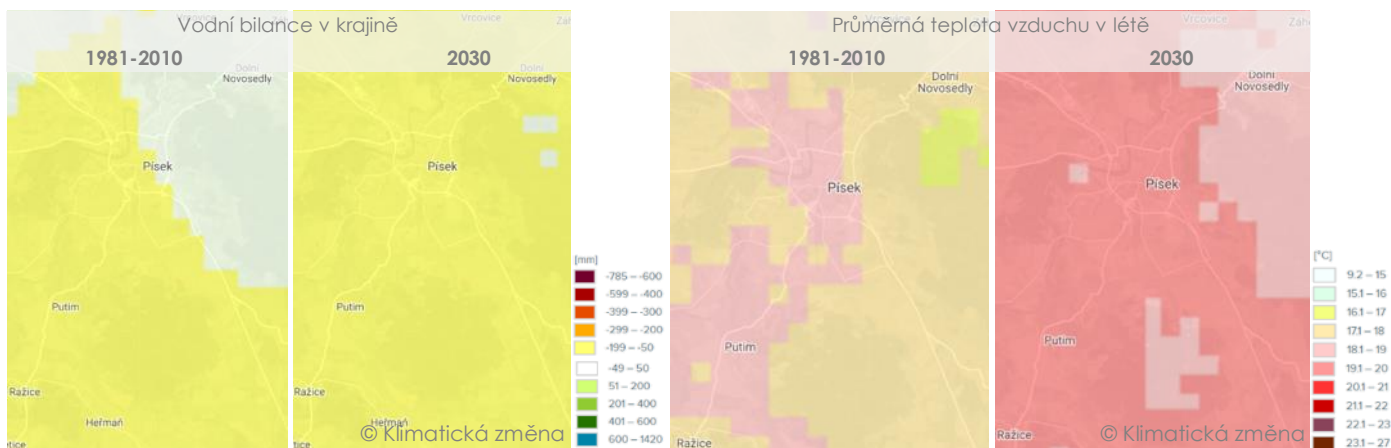 Vodní bilance v krajině
1981-2010
2030
Vrcovice
Dolní
Novosedly
Písek
Putim
Ražice
Heřmaň
Vrcovice
Dolní
Novosedly
Písek
Putim
Ražice
Heřmaň
© Klimatická změna
[mm]
-785 – -600
-599 – -400
-399 – -300
-299 – -200
-199 – -50
-49 – 50
51 – 200
201 – 400
401 – 600
600 – 1420
Průměrná teplota vzduchu v létě
1981-2010
2030
Dolní
Novosedly
Písek
Putim
Ražice
Vrcovice
Dolní
Novosedly
Písek
Putim
Ražice
© Klimatická změna
[°C]
9.2 – 15
15.1 – 16
16.1 – 17
17.1 – 18
18.1 – 19
19.1 – 20
20.1 – 21
21.1 – 22
22.1 – 23
23.1 – 27